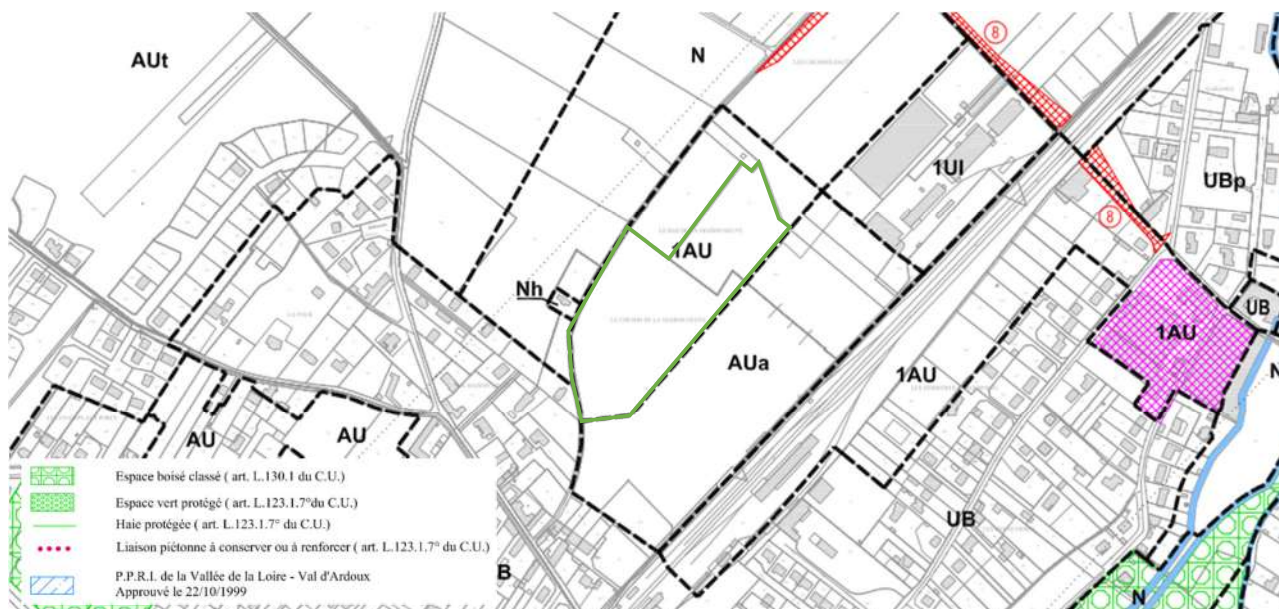 AUt
N
8
1UI
UBp
8
1AU
Nh
UB
1AU
AUa
1AU
N
AU
AU
UB
B
N
Espace boisé classé ( art. L.130.1 du C.U.)
Espace vert protégé ( art. L.123.1.7°du C.U.)
Haie protégée ( art. L.123.1.7° du C.U.)
Liaison piétonne à conserver ou à renforcer ( art. L.123.1.7° du C.U.)
P.P.R.I. de la Vallée de la Loire - Val d'Ardoux
Approuvé le 22/10/1999